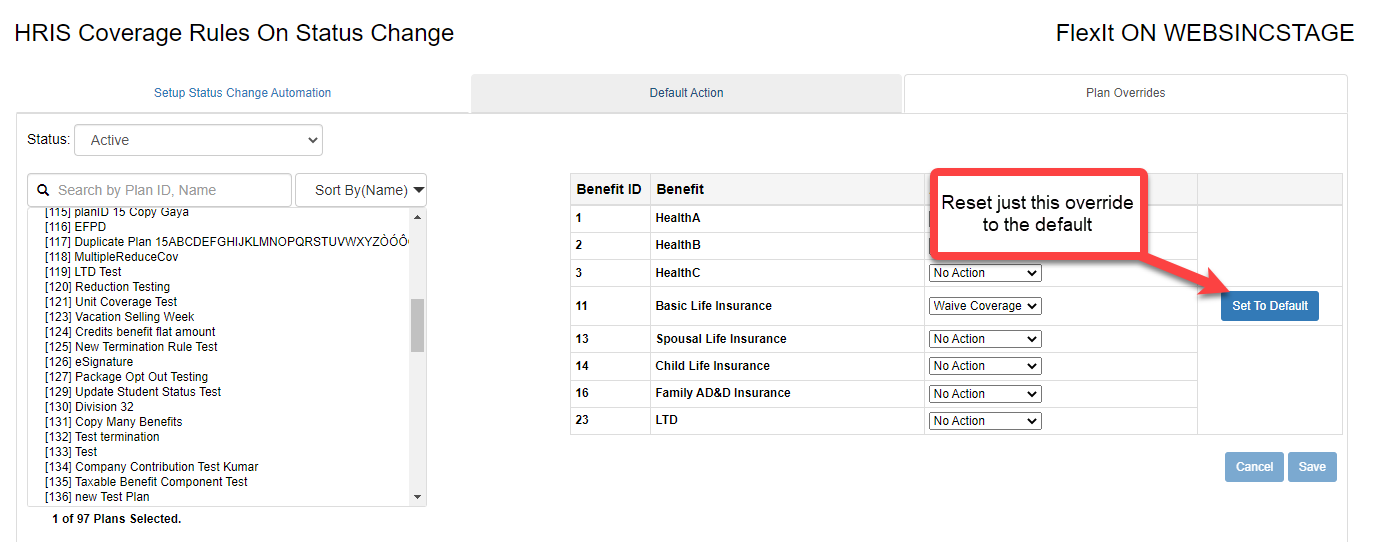 HRIS Coverage Rules On Status Change
FlexIt ON WEBSINCSTAGE
Setup Status Change Automation
Default Action
Plan Overrides
Status: Active
Search by Plan ID, Name
Sort By(Name)
[115] planID 15 Copy Gaya
[116] EFPD
[117] Duplicate Plan 15ABCDEFGHIJKLMNOPQRSTUVWXYZÒÓÔ
[118] MultipleReduceCov
[119] LTD Test
[120] Reduction Testing
[121] Unit Coverage Test
[123] Vacation Selling Week
[124] Credits benefit flat amount
[125] New Termination Rule Test
[126] eSignature
[127] Package Opt Out Testing
[129] Update Student Status Test
[130] Division 32
[131] Copy Many Benefits
[132] Test termination
[133] Test
[134] Company Contribution Test Kumar
[135] Taxable Benefit Component Test
[136] new Test Plan
1 of 97 Plans Selected.
Benefit ID Benefit
1 HealthA
2 HealthB
3 HealthC No Action
11 Basic Life Insurance Waive Coverage Set To Default
13 Spousal Life Insurance No Action
14 Child Life Insurance No Action
16 Family AD&D Insurance No Action
23 LTD No Action
Reset just this override
to the default
Cancel Save